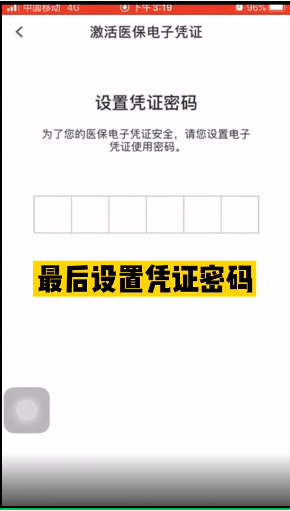 中国移动 4G 下午3:19 96%
激活医保电子凭证
设置凭证密码
为了您的医保电子凭证安全，请您设置电子
凭证使用密码。
最后设置凭证密码